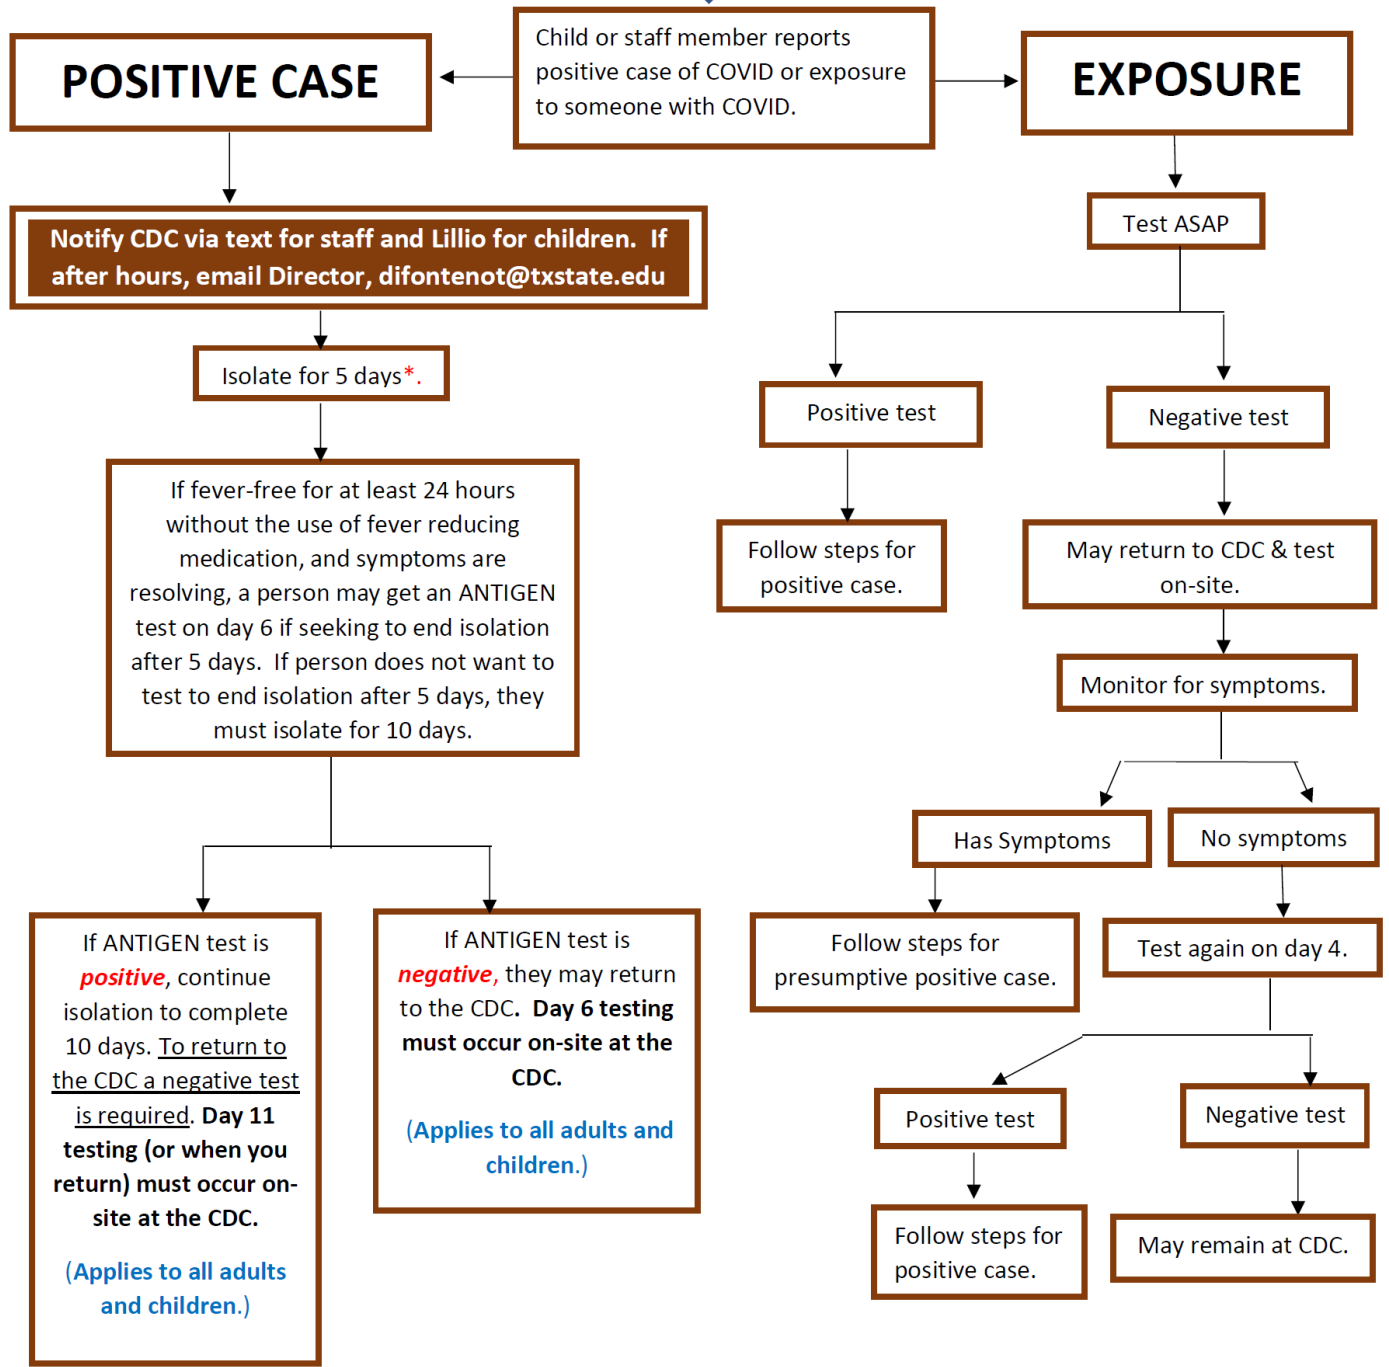 Child or staff member reports
positive case of COVID or exposure
to someone with COVID.
POSITIVE CASE
Notify CDC via text for staff and Lillio for children.  If
after hours, email Director, difontenot@txstate.edu
Isolate for 5 days*.
If fever-free for at least 24 hours
without the use of fever reducing
medication, and symptoms are
resolving, a person may get an ANTIGEN
test on day 6 if seeking to end isolation
after 5 days.  If person does not want to
test to end isolation after 5 days, they
must isolate for 10 days.
If ANTIGEN test is
positive, continue
isolation to complete
10 days. To return to
the CDC a negative test
is required. Day 11
testing (or when you
return) must occur on-
site at the CDC.
(Applies to all adults
and children.)
If ANTIGEN test is
negative, they may return
to the CDC.  Day 6 testing
must occur on-site at the
CDC.
(Applies to all adults and
children.)
EXPOSURE
Test ASAP
Positive test
Follow steps for
positive case.
Negative test
May return to CDC & test
on-site.
Monitor for symptoms.
Has Symptoms
Follow steps for
presumptive positive case.
No symptoms
Test again on day 4.
Positive test
Follow steps for
positive case.
Negative test
May remain at CDC.